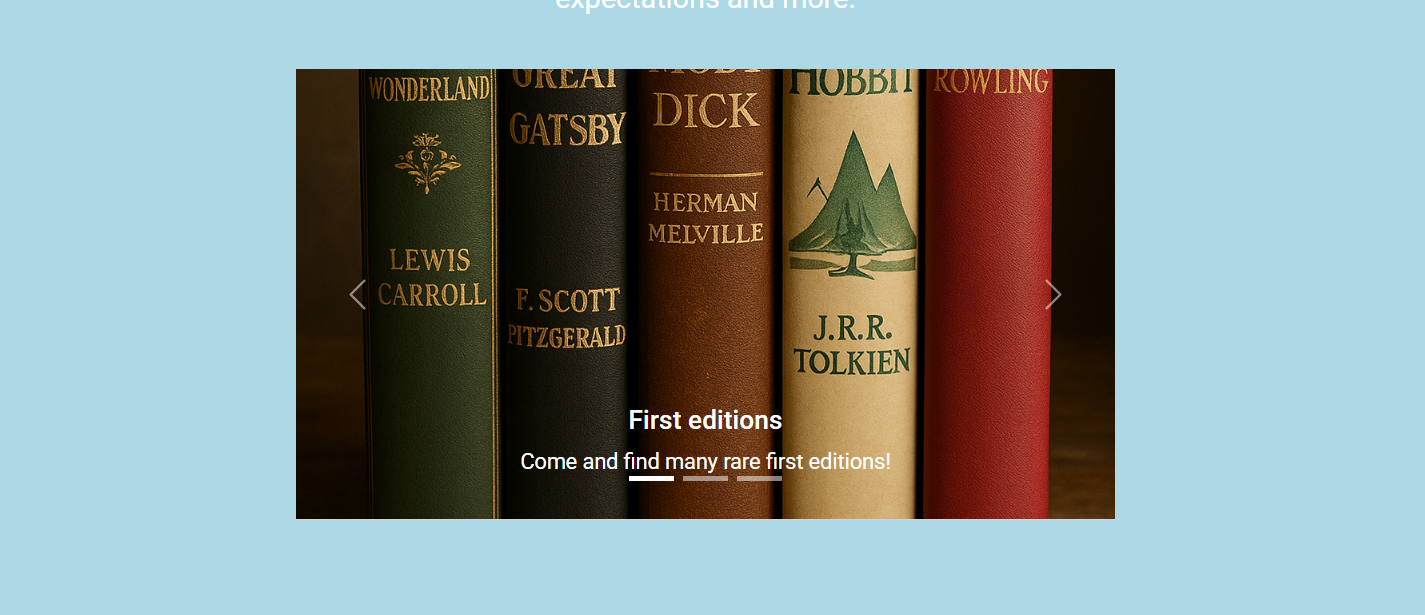 expectations and more.
WONDERLAND
LEWIS
CARROLL
GREAT
GATSBY
F. SCOTT
PITZGERALD
MOBY
DICK
HERMAN
MELVILLE
HOBBIT
J.R.R.
TOLKIEN
ROWLING
First editions
Come and find many rare first editions!